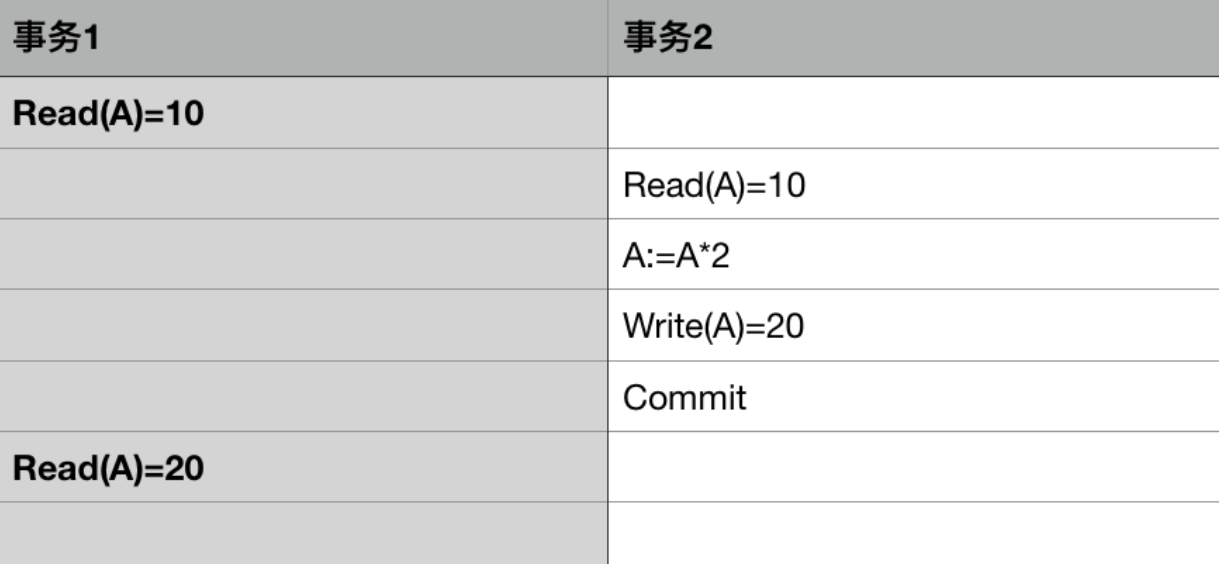 事务1
事务2
Read(A)=10
Read(A)=10
A:=A*2
Write(A)=20
Commit
Read(A)=20